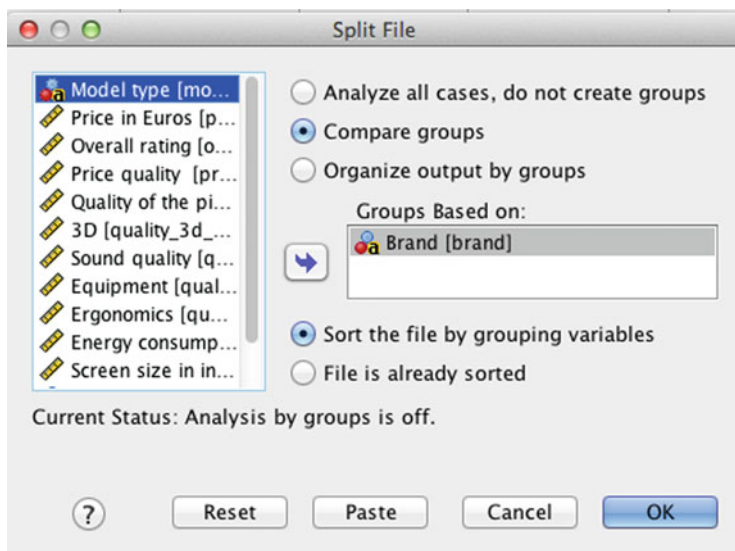 Split File
Model type [mo...
Price in Euros [p...
Overall rating [o...
Price quality [pr...
Quality of the pi...
3D [quality_3d_...
Sound quality [q...
Equipment [qual...
Ergonomics [qu...
Energy consump...
Screen size in in...
Analyze all cases, do not create groups
Compare groups
Organize output by groups
Groups Based on:
Brand [brand]
Sort the file by grouping variables
File is already sorted
Current Status: Analysis by groups is off.
?
Reset
Paste
Cancel
OK